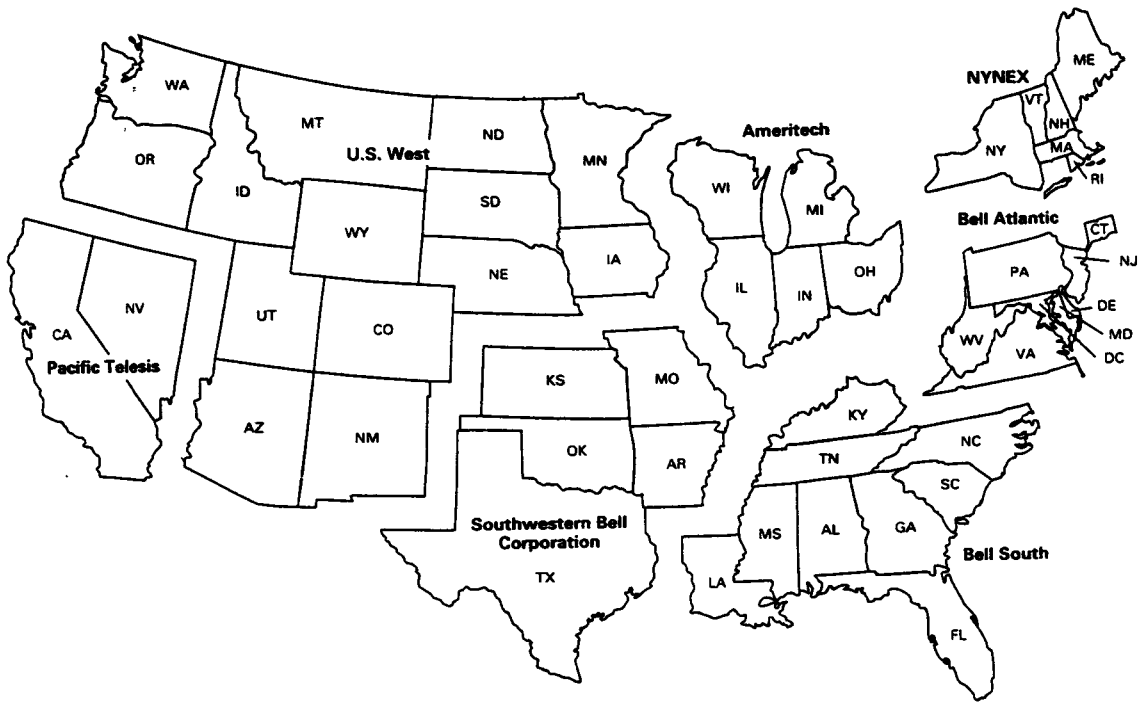 WA
OR
ID
MT
U.S. West
ND
SD
WY
NE
MN
IA
UT
CO
AZ
NM
CA
NV
Pacific Telesis
KS
MO
OK
AR
Southwestern Bell
Corporation
TX
Ameritech
WI
MI
IL
IN
OH
NYNEX
ME
VT
NH
NY
MA
RI
Bell Atlantic
CT
PA
NJ
DE
MD
DC
WV
VA
KY
TN
NC
SC
MS
AL
GA
Bell South
LA
FL